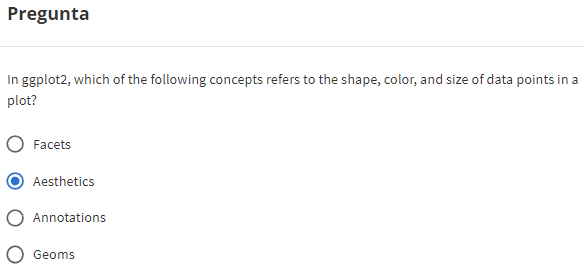 Pregunta
In ggplot2, which of the following concepts refers to the shape, color, and size of data points in a
plot?
Facets
Aesthetics
Annotations
Geoms